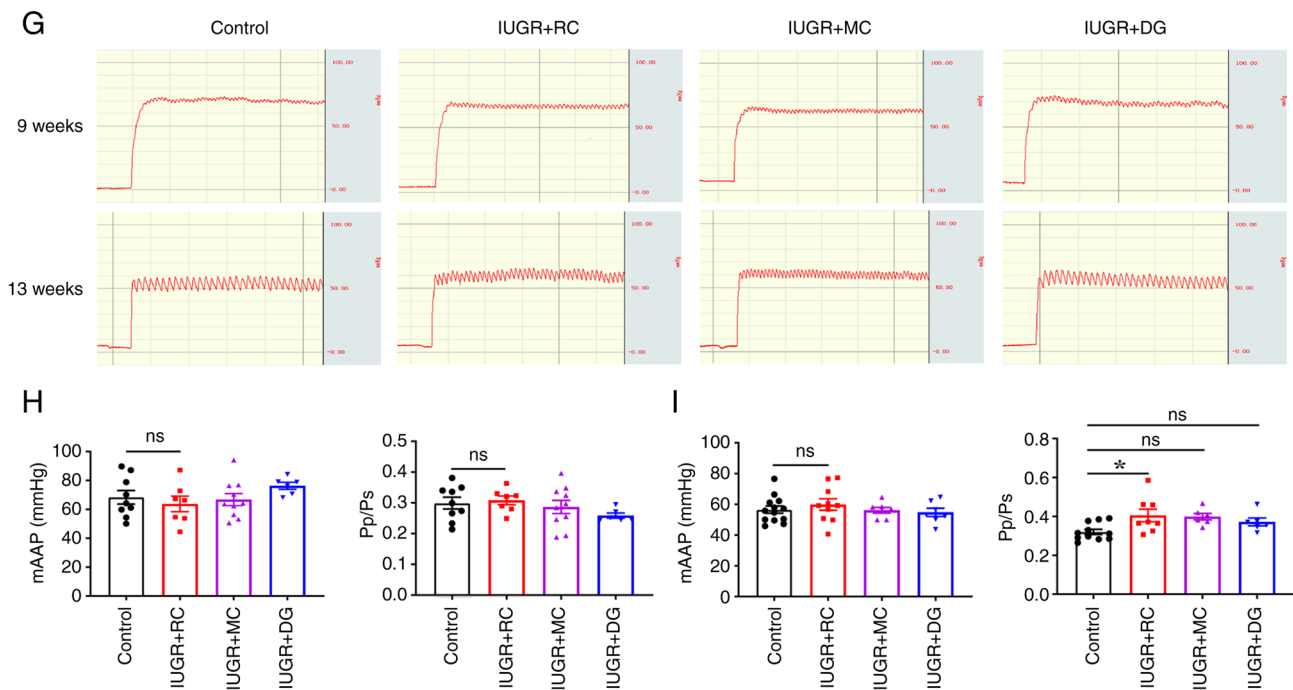 G
Control IUGR+RC IUGR+MC IUGR+DG
9 weeks
100.00 100.00 100.00 100.00
50.00 50.00 50.00 50.00
-0.00 -0.00 -0.00 -0.00
13 weeks
100.00 100.00 100.00 100.00
50.00 50.00 50.00 50.00
-0.00 -0.00 -0.00 -0.00
H
mAAP (mmHg)
100
80
60
40
20
0
ns
Control IUGR+RC IUGR+MC IUGR+DG
Pp/Ps
0.5
0.4
0.3
0.2
0.1
0.0
ns
Control IUGR+RC IUGR+MC IUGR+DG
I
mAAP (mmHg)
100
80
60
40
20
0
ns
Control IUGR+RC IUGR+MC IUGR+DG
Pp/Ps
0.8
0.6
0.4
0.2
0.0
ns
ns
*
Control IUGR+RC IUGR+MC IUGR+DG